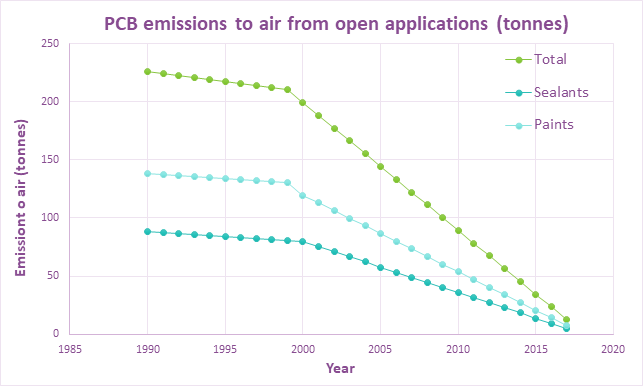 PCB emissions to air from open applications (tonnes)
250
200
150
100
50
0
Emissiont o air (tonnes)
Total
Sealants
Paints
1985 1990 1995 2000 2005 2010 2015 2020
Year